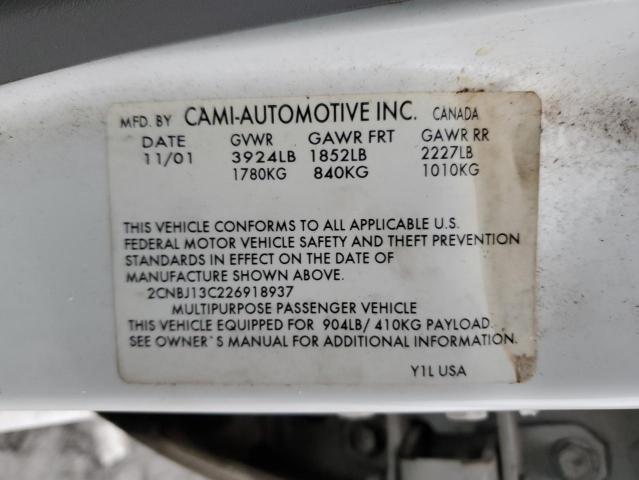 MFD. BY CAMI-AUTOMOTIVE INC. CANADA
DATE GVWR GAWR FRT GAWR RR
11/01 3924LB 1852LB 2227LB
1780KG 840KG 1010KG
THIS VEHICLE CONFORMS TO ALL APPLICABLE U.S.
FEDERAL MOTOR VEHICLE SAFETY AND THEFT PREVENTION
STANDARDS IN EFFECT ON THE DATE OF
MANUFACTURE SHOWN ABOVE.
2CNBJ13C226918937
MULTIPURPOSE PASSENGER VEHICLE
THIS VEHICLE EQUIPPED FOR 904LB/ 410KG PAYLOAD.
SEE OWNER`S MANUAL FOR ADDITIONAL INFORMATION.
Y1L USA